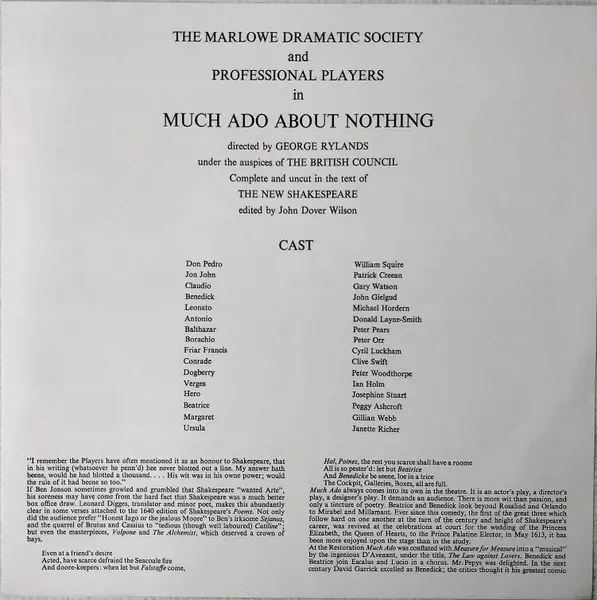 THE MARLOWE DRAMATIC SOCIETY
and
PROFESSIONAL PLAYERS
in
MUCH ADO ABOUT NOTHING
directed by GEORGE RYLANDS
under the auspices of THE BRITISH COUNCIL
Complete and uncut in the text of
THE NEW SHAKESPEARE
edited by John Dover Wilson
CAST
Don Pedro William Squire
Jon John Patrick Creean
Claudio Gary Watson
Benedick John Gielgud
Leonato Michael Hordern
Antonio Donald Layne-Smith
Balthazar Peter Pears
Borachio Peter Orr
Friar Francis Cyril Luckham
Conrade Clive Swift
Dogberry Peter Woodthorpe
Verges Ian Holm
Hero Josephine Stuart
Beatrice Peggy Ashcroft
Margaret Gillian Webb
Ursula Janette Richer
"I remember the Players have often mentioned it as an honour to Shakespeare, that
in his writing (whatsoever he penn'd) hee never blotted out a line. My answer hath
beene, would he had blotted a thousand. . . . His wit was in his owne power; would
the rule of it had beene so too."
If Ben Jonson sometimes growled and grumbled that Shakespeare "wanted Arte",
his soreness may have come from the hard fact that Shakespeare was a much better
box office draw. Leonard Digges, translator and minor poet, makes this abundantly
clear in some verses attached to the 1640 edition of Shakespeare's Poems. Not only
did the audience prefer "Honest Iago or the jealous Moore" to Ben's irksome Sejanus,
and the quarrel of Brutus and Cassius to "tedious (though well laboured) Catiline";
but even the masterpieces, Volpone and The Alchemist, which deserved a crown of
bays,
Even at a friend's desire
Acted, have scarce defraied the Seacoale fire
And doore-keepers: when let but Falstaffe come,
Hal, Poines, the rest you scarce shall have a roome
All is so pester'd: let but Beatrice
And Benedicke be seene, loe in a trice
The Cockpit, Galleries, Boxes, all are full.
Much Ado always comes into its own in the theatre. It is an actor's play, a director's
play, a designer's play. It demands an audience. There is more wit than passion, and
only a tincture of poetry. Beatrice and Benedick look beyond Rosalind and Orlando
to Mirabel and Millamant. Ever since this comedy, the first of the great three which
follow hard on one another at the turn of the century and height of Shakespeare's
career, was revived at the celebrations at court for the wedding of the Princess
Elizabeth, the Queen of Hearts, to the Prince Palatine Elector, in May 1613, it has
been more enjoyed upon the stage than in the study.
At the Restoration Much Ado was conflated with Measure for Measure into a "musical"
by the ingenious D'Avenant, under the title, The Law against Lovers. Benedick and
Beatrice join Escalus and Lucio in a chorus. Mr. Pepys was delighted. In the next
century David Garrick excelled as Benedick; the critics thought it his greatest comic